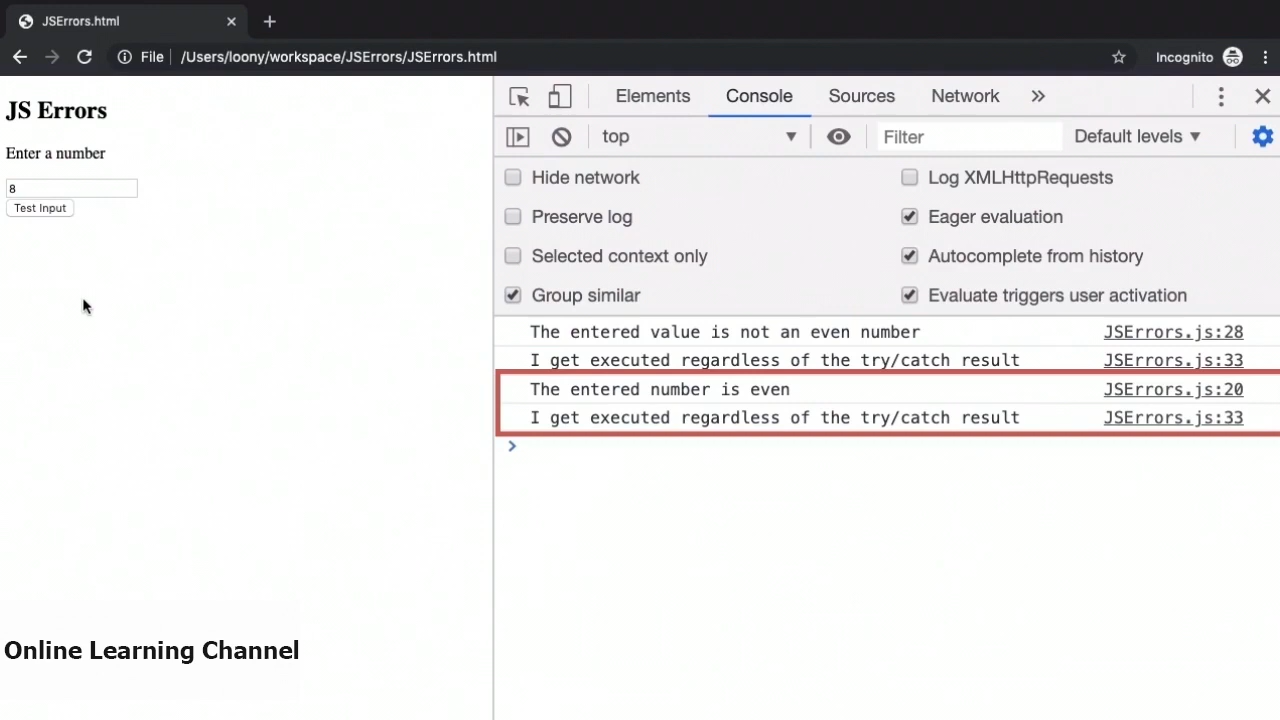 JSErrors.html
File /Users/loony/workspace/JSErrors/JSErrors.html Incognito
JS Errors
Enter a number
8
Test Input
Online Learning Channel
Elements Console Sources Network »
top Filter Default levels
Hide network Log XMLHttpRequests
Preserve log Eager evaluation
Selected context only Autocomplete from history
Group similar Evaluate triggers user activation
The entered value is not an even number JSErrors.js:28
I get executed regardless of the try/catch result JSErrors.js:33
The entered number is even JSErrors.js:20
I get executed regardless of the try/catch result JSErrors.js:33